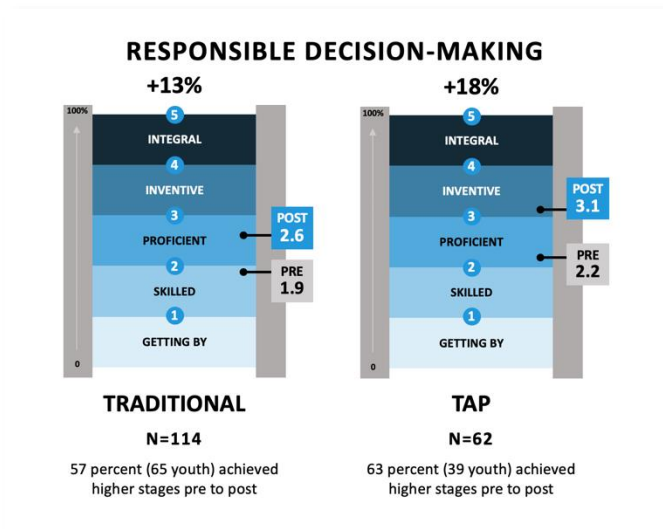 RESPONSIBLE DECISION-MAKING
+13%
100%
5
INTEGRAL
4
INVENTIVE
3
POST
2.6
PROFICIENT
2
PRE
1.9
SKILLED
1
GETTING BY
0
TRADITIONAL
N=114
57 percent (65 youth) achieved
higher stages pre to post
+18%
100%
5
INTEGRAL
4
INVENTIVE
POST
3.1
3
PROFICIENT
PRE
2.2
2
SKILLED
1
GETTING BY
0
TAP
N=62
63 percent (39 youth) achieved
higher stages pre to post